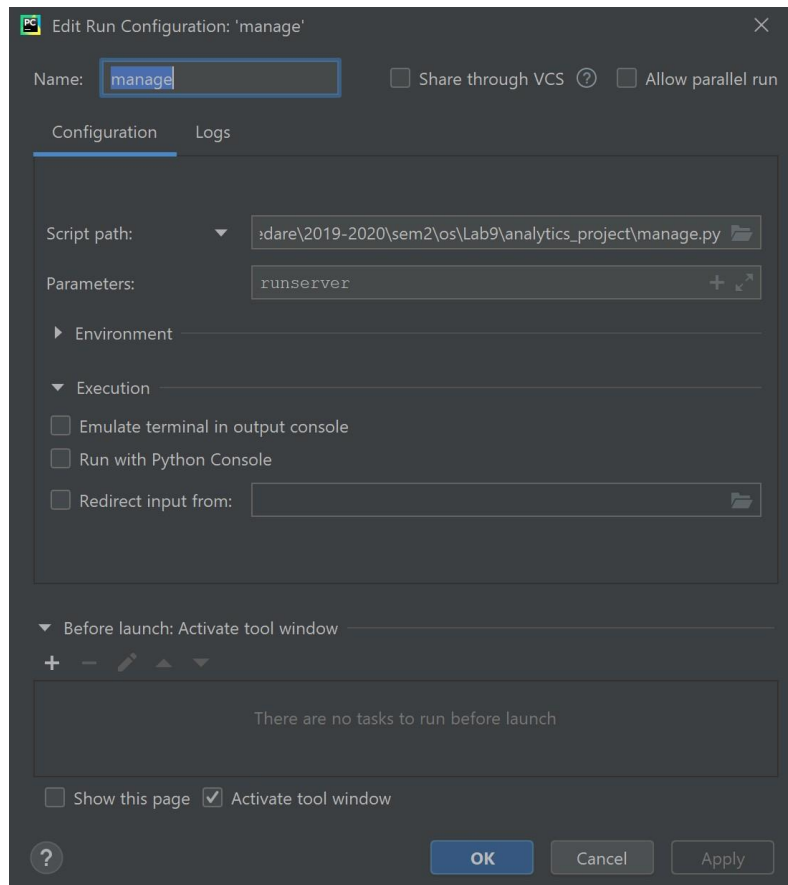 PC Edit Run Configuration: 'manage'
Name: manage Share through VCS ? Allow parallel run
Configuration Logs
Script path: edare\2019-2020\sem2\os\Lab9\analytics_project\manage.py
Parameters: runserver
Environment
Execution
Emulate terminal in output console
Run with Python Console
Redirect input from:
Before launch: Activate tool window
There are no tasks to run before launch
Show this page Activate tool window
? OK Cancel Apply